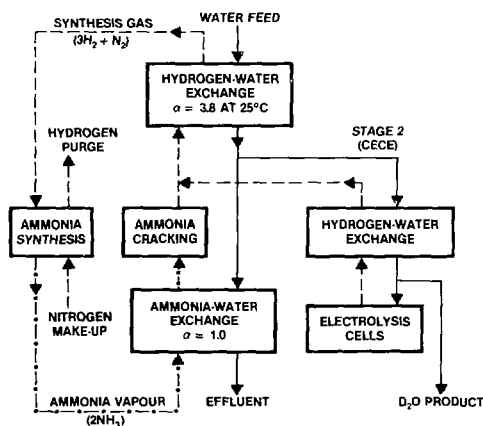 SYNTHESIS GAS
(3H₂ + N₂)
WATER FEED
HYDROGEN-WATER
EXCHANGE
α = 3.8 AT 25°C
HYDROGEN
PURGE
STAGE 2
(CECE)
AMMONIA
SYNTHESIS
AMMONIA
CRACKING
HYDROGEN-WATER
EXCHANGE
NITROGEN
MAKE-UP
AMMONIA-WATER
EXCHANGE
α = 1.0
ELECTROLYSIS
CELLS
AMMONIA VAPOUR
(2NH₃)
EFFLUENT
D₂O PRODUCT